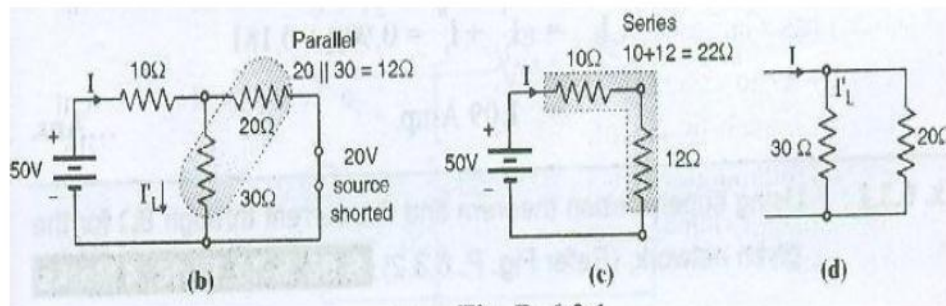 Parallel
20 || 30 = 12Ω
I
10Ω
20Ω
+
50V
-
I'L
30Ω
20V
source
shorted
(b)
Series
10+12 = 22Ω
I
10Ω
+
50V
-
12Ω
(c)
I
I'L
30 Ω
20Ω
(d)